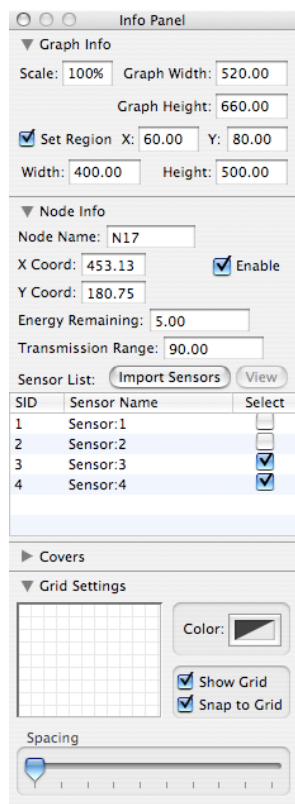 Info Panel
Graph Info
Scale: 100% Graph Width: 520.00
Graph Height: 660.00
Set Region X: 60.00 Y: 80.00
Width: 400.00 Height: 500.00
Node Info
Node Name: N17
X Coord: 453.13 Enable
Y Coord: 180.75
Energy Remaining: 5.00
Transmission Range: 90.00
Sensor List: Import Sensors View
SID Sensor Name Select
1 Sensor:1
2 Sensor:2
3 Sensor:3
4 Sensor:4
Covers
Grid Settings
Color:
Show Grid
Snap to Grid
Spacing